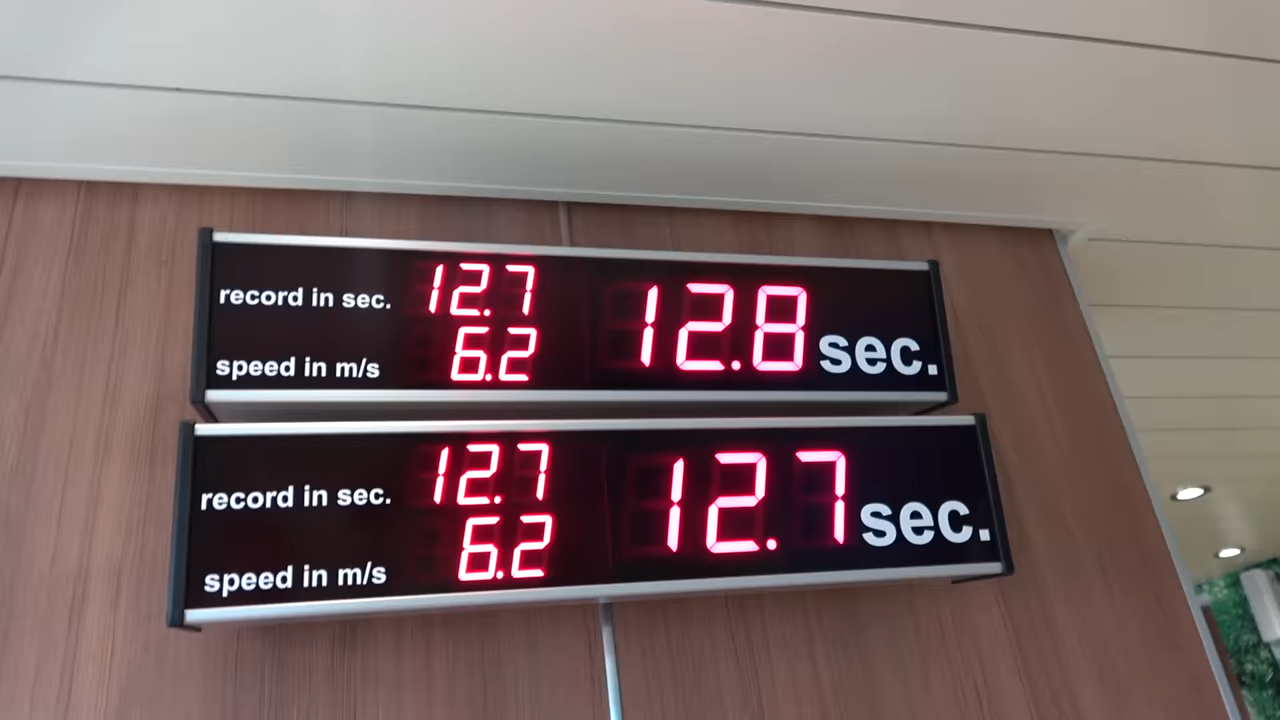 record in sec. 12.7
speed in m/s 6.2
12.8 sec.
record in sec. 12.7
speed in m/s 6.2
12.7 sec.